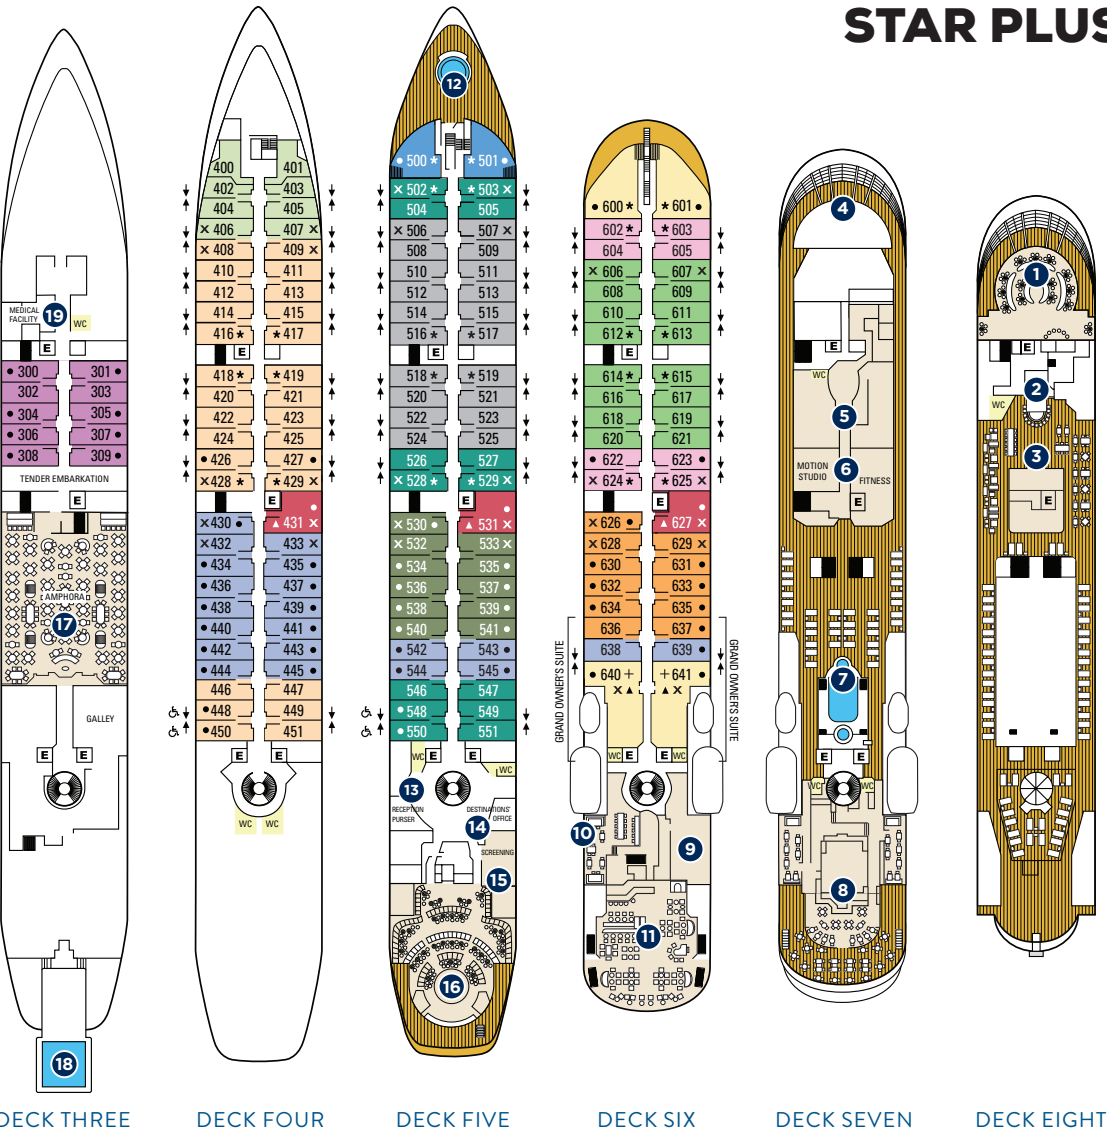 STAR PLUS
12
500 * * 501
× 502 * * 503 ×
504 505
× 506 507 ×
508 509
510 511
512 513
514 515
516 * * 517
E
518 * * 519
520 521
522 523
524 525
526 527
× 528 * * 529 ×
E
× 530 ● ▲ 531 ×
× 532 533 ×
● 534 535 ●
● 536 537 ●
● 538 539 ●
● 540 541 ●
● 542 543 ●
● 544 545 ●
546 547
● 548 549
● 550 551
WC E E
WC
13
RECEPTION
PURSER
DESTINATIONS'
OFFICE
14
SCREENING
15
16
DECK FIVE
MEDICAL
FACILITY
19
WC
E
● 300 301 ●
302 303
● 304 305 ●
● 306 307 ●
● 308 309 ●
TENDER EMBARKATION
E
AMPHORA
17
GALLEY
E E
18
DECK THREE
400 401
402 403
404 405
× 406 407 ×
× 408 409 ×
410 411
412 413
414 415
416 * * 417
E
418 * * 419
420 421
422 423
424 425
● 426 427 ●
× 428 * * 429 ×
E
× 430 ● ▲ 431 ×
× 432 433 ×
● 434 435 ●
● 436 437 ●
● 438 439 ●
● 440 441 ●
● 442 443 ●
● 444 445 ●
446 447
● 448 449
● 450 451
E E
WC WC
DECK FOUR
● 600 * * 601 ●
602 * * 603
604 605
× 606 607 ×
608 609
610 611
612 * * 613
E
614 * * 615
616 617
618 619
620 621
● 622 623 ●
× 624 * * 625 ×
E
× 626 ● ▲ 627 ×
× 628 629 ×
● 630 631 ●
● 632 633 ●
● 634 635 ●
636 637 ●
638 639 ●
● 640 + + 641 ●
× ▲ ▲ ×
GRAND OWNER'S SUITE
GRAND OWNER'S SUITE
WC E E WC
10
9
11
DECK SIX
4
E
WC
5
MOTION
STUDIO
6
FITNESS
E
7
E E
WC WC
8
DECK SEVEN
1
E
2
WC
3
E
DECK EIGHT